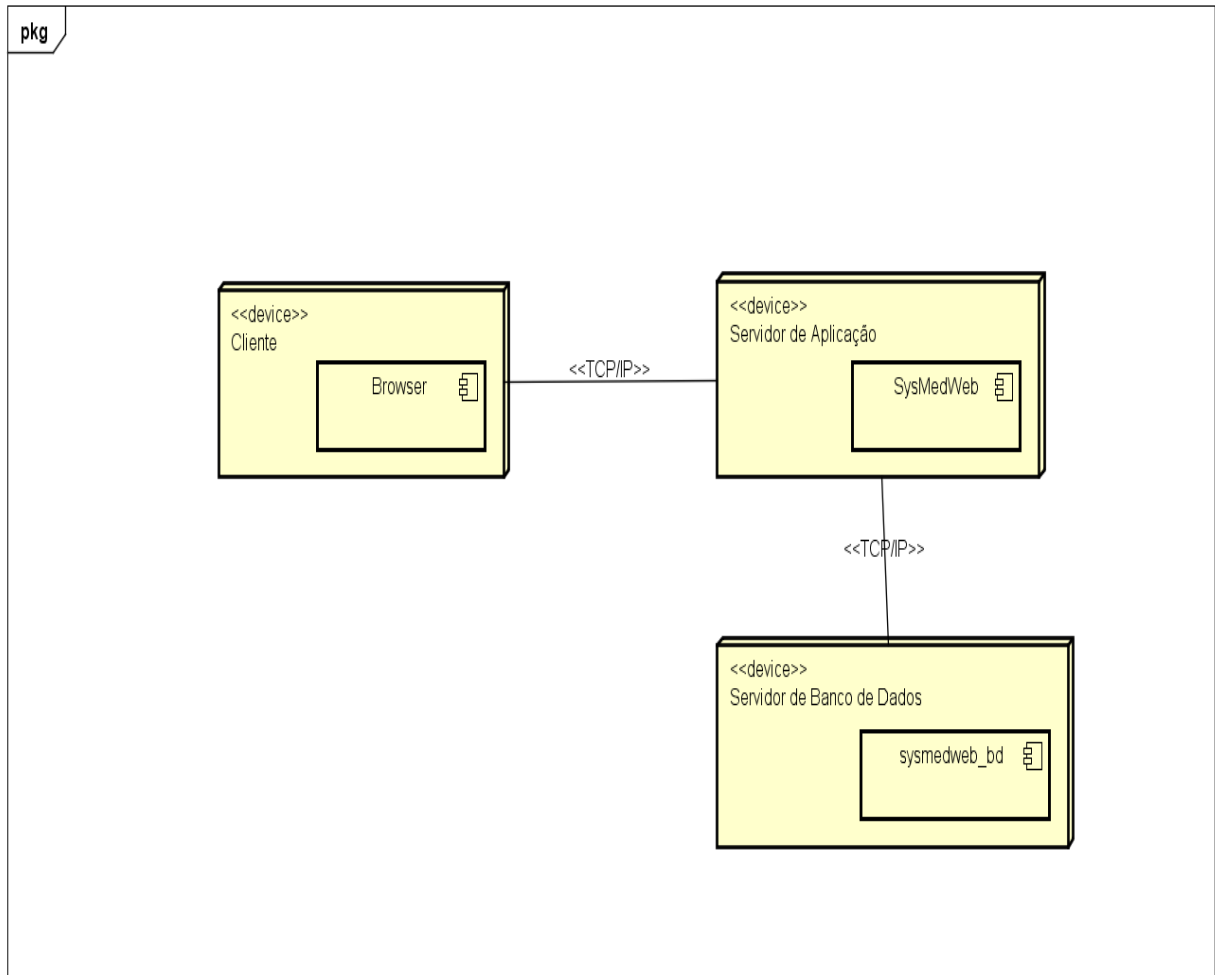 pkg
<<device>>
Cliente
Browser
<<TCP/IP>>
<<device>>
Servidor de Aplicação
SysMedWeb
<<TCP/IP>>
<<device>>
Servidor de Banco de Dados
sysmedweb_bd